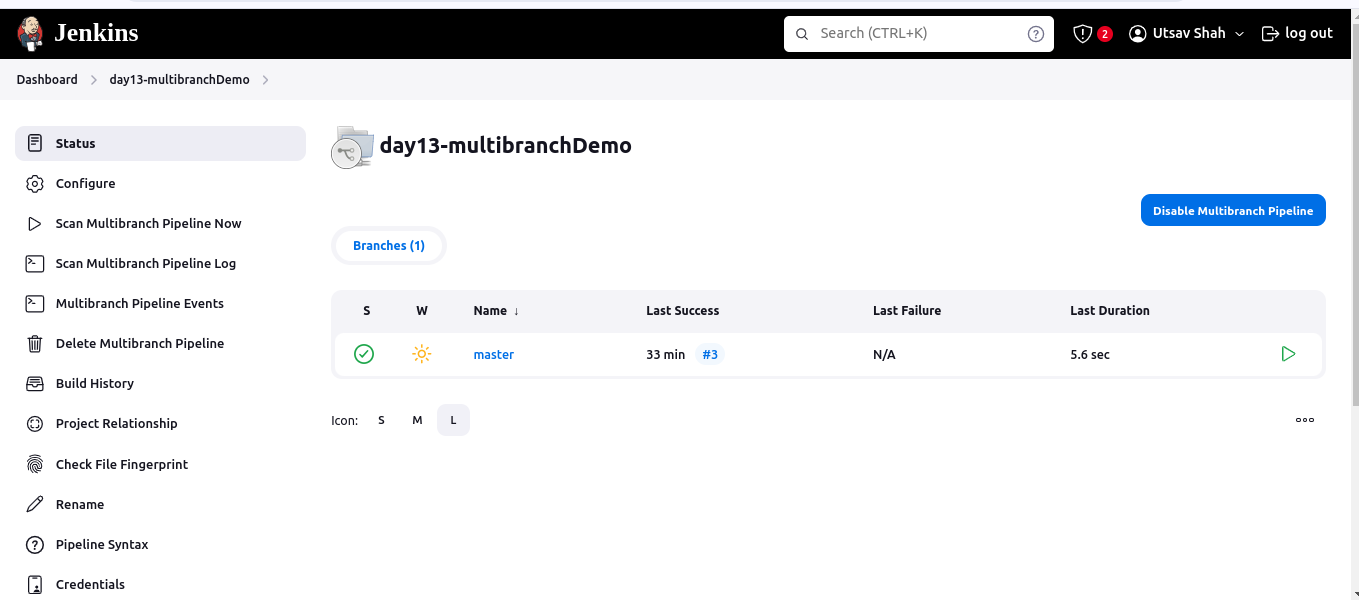 Jenkins
Search (CTRL+K)
2
Utsav Shah
log out
Dashboard
day13-multibranchDemo
Status
Configure
Scan Multibranch Pipeline Now
Scan Multibranch Pipeline Log
Multibranch Pipeline Events
Delete Multibranch Pipeline
Build History
Project Relationship
Check File Fingerprint
Rename
Pipeline Syntax
Credentials
day13-multibranchDemo
Disable Multibranch Pipeline
Branches (1)
S W Name ↓ Last Success Last Failure Last Duration
master 33 min #3 N/A 5.6 sec
Icon: S M L